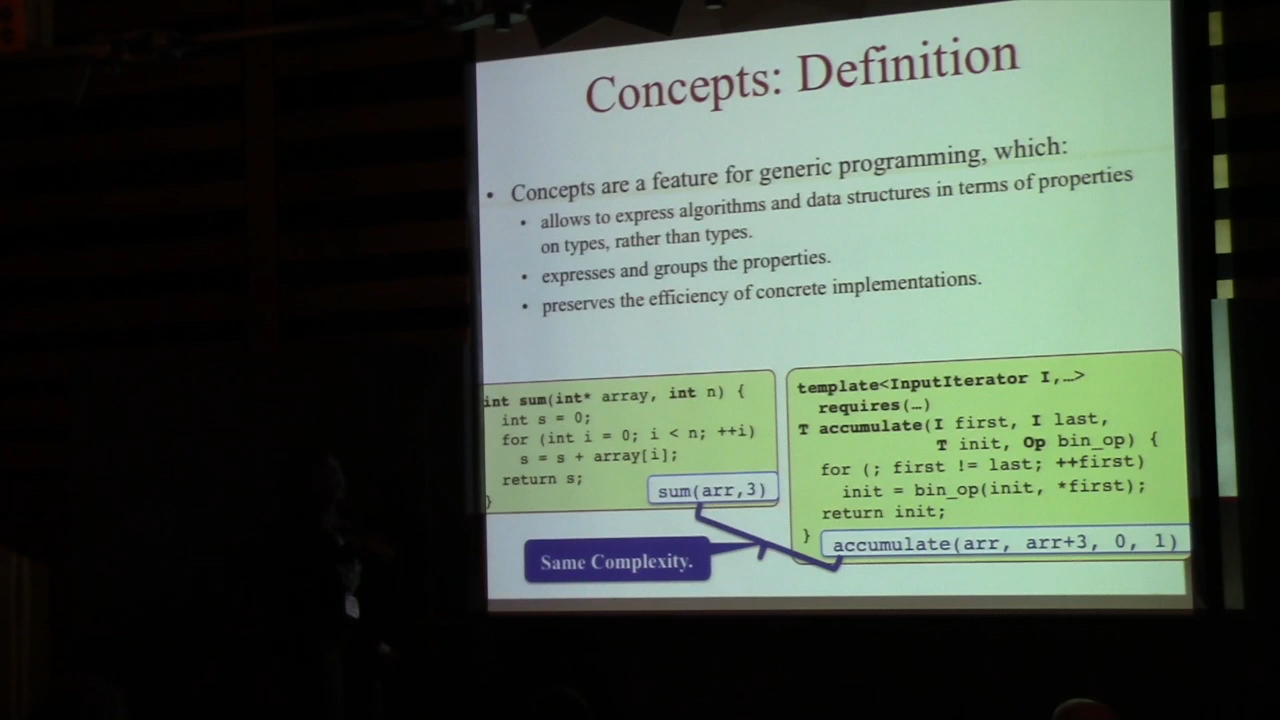 Concepts: Definition
• Concepts are a feature for generic programming, which:
• allows to express algorithms and data structures in terms of properties
on types, rather than types.
• expresses and groups the properties.
• preserves the efficiency of concrete implementations.
int sum(int* array, int n) {
int s = 0;
for (int i = 0; i < n; ++i)
s = s + array[i];
return s;
}
sum(arr,3)
template<InputIterator I,…>
requires(…)
T accumulate(I first, I last,
T init, Op bin_op) {
for (; first != last; ++first)
init = bin_op(init, *first);
return init;
}
accumulate(arr, arr+3, 0, 1)
Same Complexity.